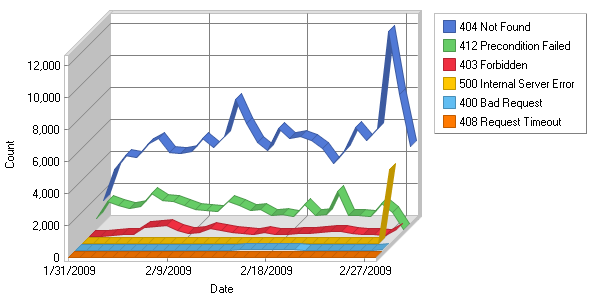 404 Not Found
412 Precondition Failed
403 Forbidden
500 Internal Server Error
400 Bad Request
408 Request Timeout
12,000
10,000
8,000
6,000
4,000
2,000
0
Count
1/31/2009 2/9/2009 2/18/2009 2/27/2009
Date